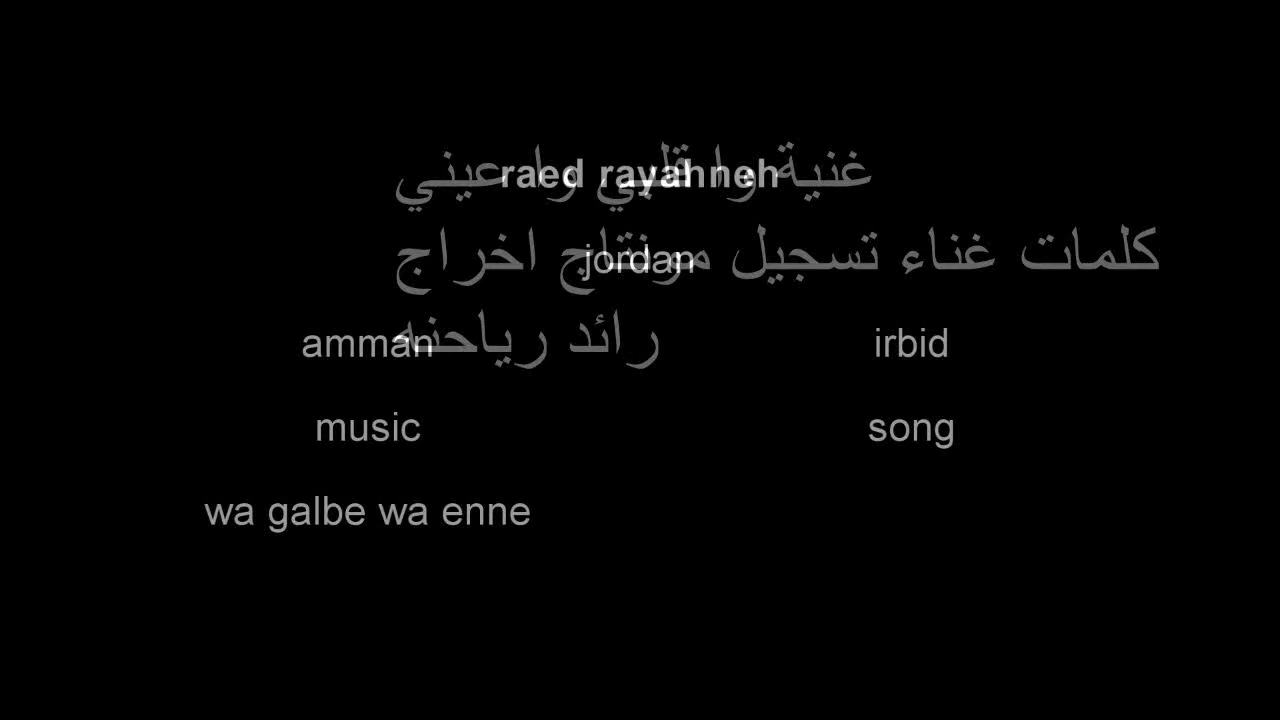 غنية وا قلبي وا عيني
raed rayahneh
كلمات غناء تسجيل مونتاج اخراج
jordan
رائد رياحنه
amman irbid
music song
wa galbe wa enne